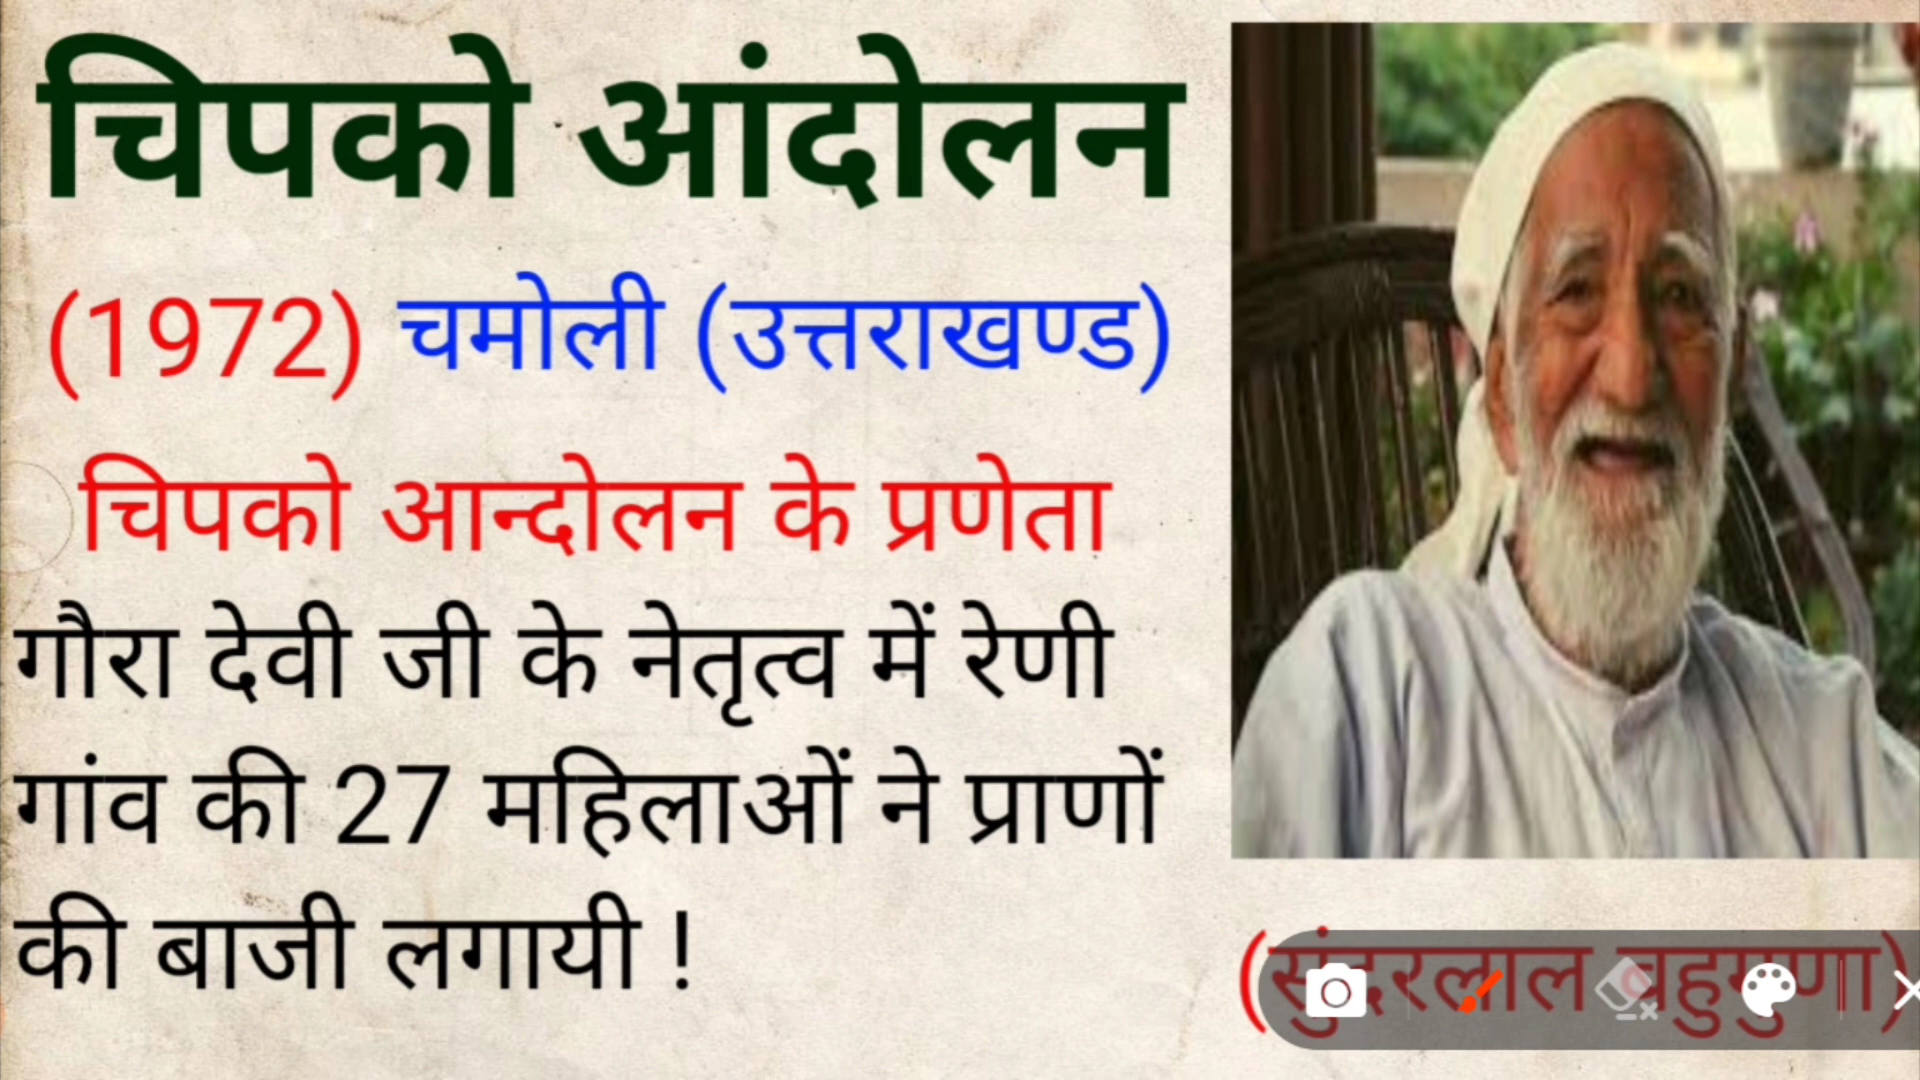 चिपको आंदोलन
(1972) चमोली (उत्तराखण्ड)
चिपको आन्दोलन के प्रणेता
गौरा देवी जी के नेतृत्व में रेणी
गांव की 27 महिलाओं ने प्राणों
की बाजी लगायी !
(सुंदरलाल बहुगुणा)